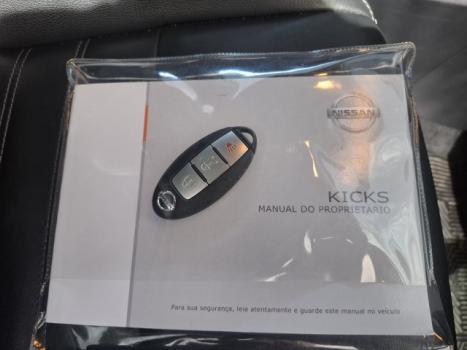 NISSAN
KICKS
MANUAL DO PROPRIETÁRIO
Para sua segurança, leia atentamente e guarde este manual no veículo